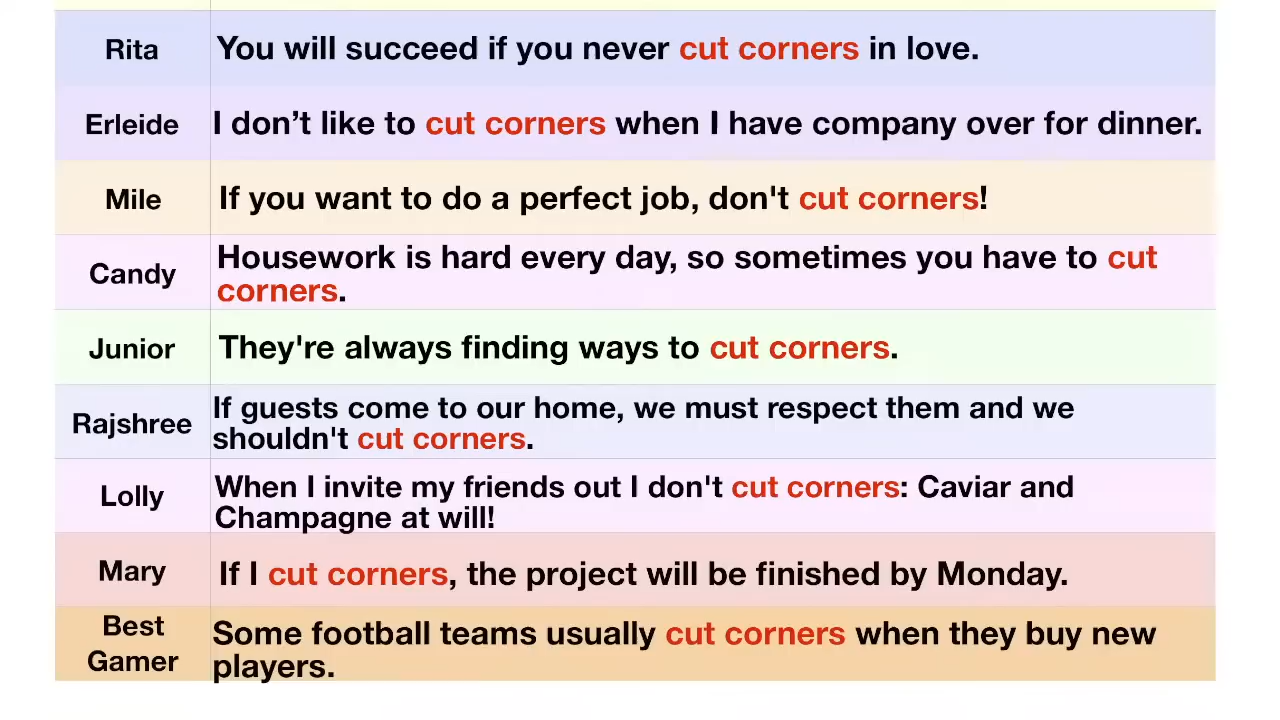 Rita
You will succeed if you never cut corners in love.
Erleide
I don’t like to cut corners when I have company over for dinner.
Mile
If you want to do a perfect job, don't cut corners!
Candy
Housework is hard every day, so sometimes you have to cut
corners.
Junior
They're always finding ways to cut corners.
Rajshree
If guests come to our home, we must respect them and we
shouldn't cut corners.
Lolly
When I invite my friends out I don't cut corners: Caviar and
Champagne at will!
Mary
If I cut corners, the project will be finished by Monday.
Best
Gamer
Some football teams usually cut corners when they buy new
players.